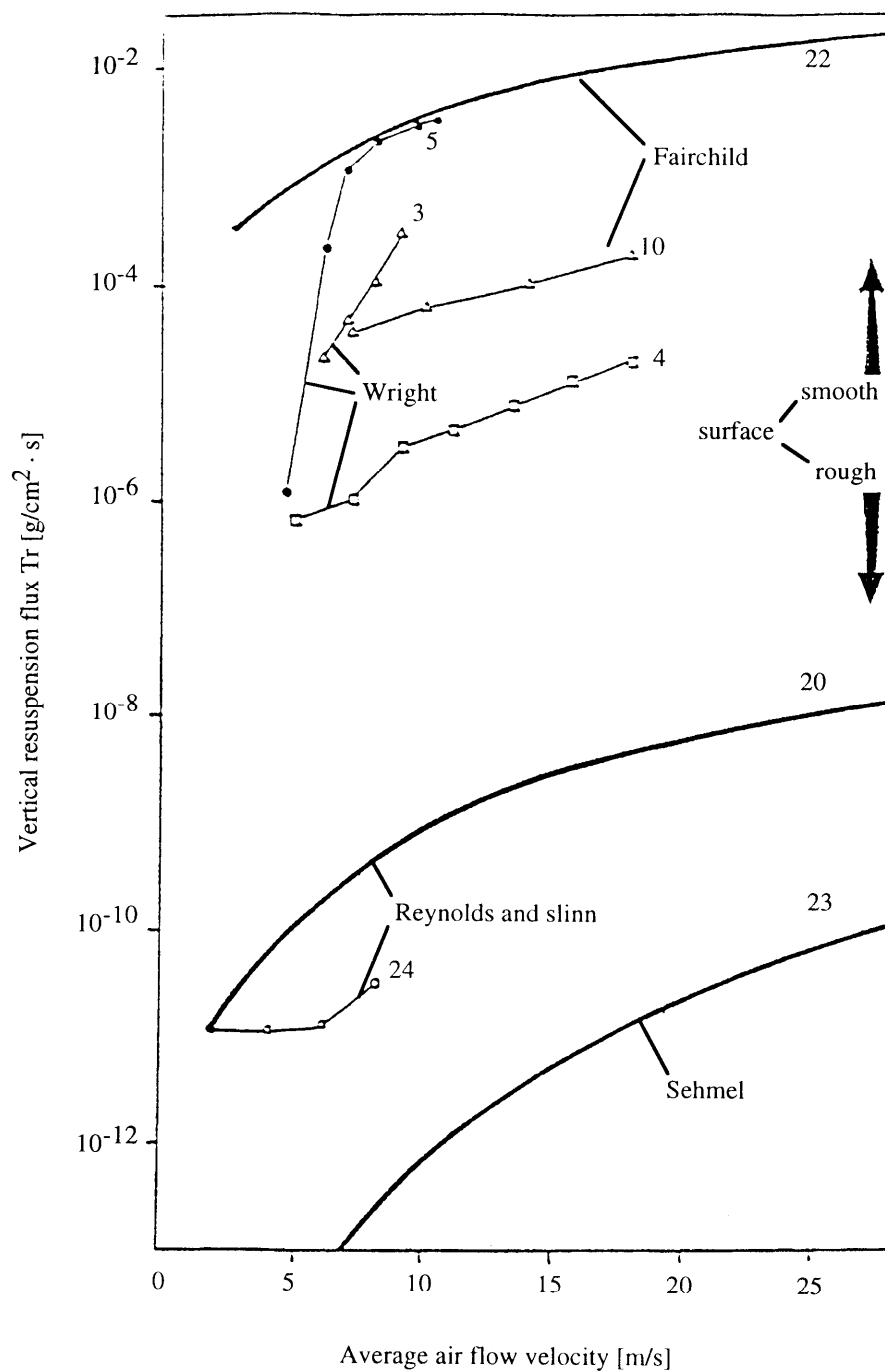 10-2
22
5
Fairchild
3
10
10-4
4
Wright
smooth
surface
rough
10-6
Vertical resuspension flux Tr [g/cm2 · s]
20
10-8
23
10-10
Reynolds and slinn
24
Sehmel
10-12
0 5 10 15 20 25
Average air flow velocity [m/s]